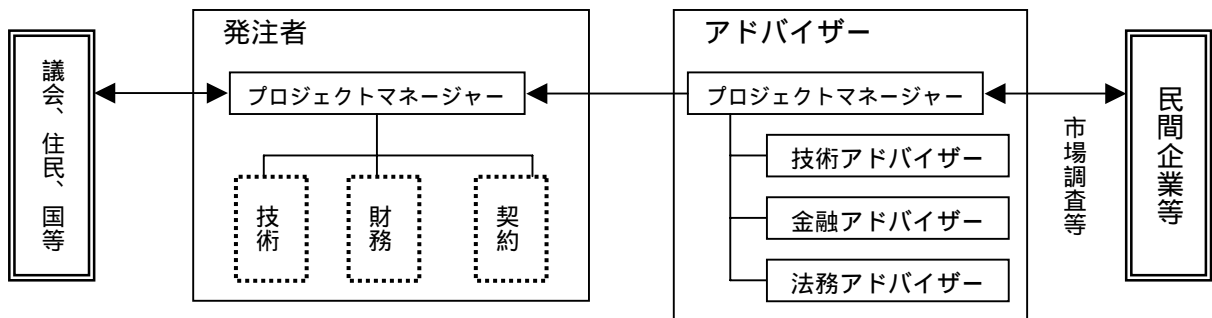 議会、住民、国等
発注者
プロジェクトマネージャー
技術
財務
契約
アドバイザー
プロジェクトマネージャー
技術アドバイザー
金融アドバイザー
法務アドバイザー
市場調査等
民間企業等